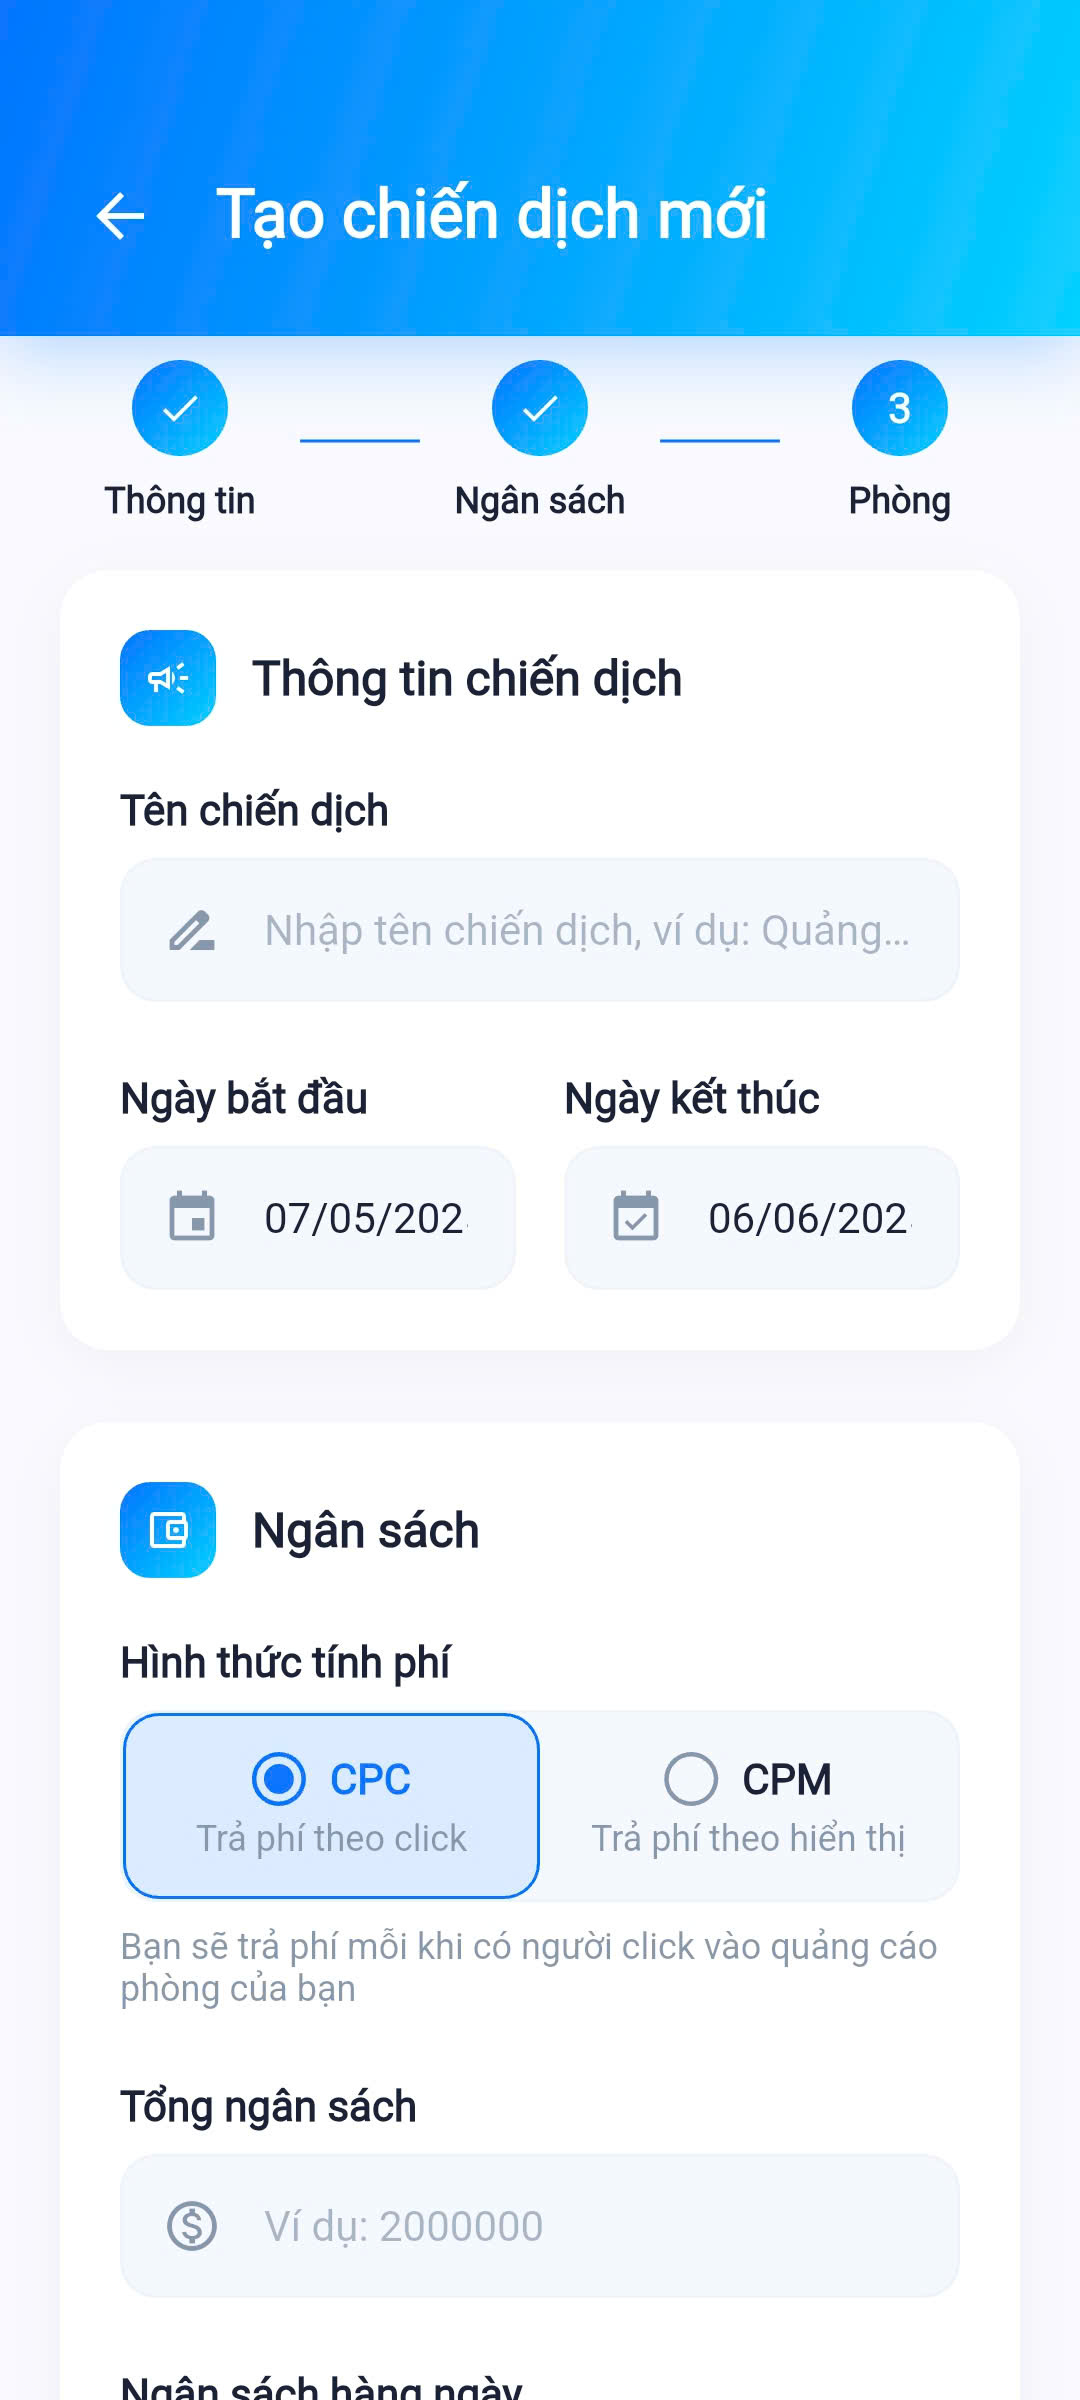 Tạo chiến dịch mới
3
Thông tin
Ngân sách
Phòng
Thông tin chiến dịch
Tên chiến dịch
Nhập tên chiến dịch, ví dụ: Quảng...
Ngày bắt đầu
Ngày kết thúc
07/05/202
06/06/202
Ngân sách
Hình thức tính phí
CPC
Trả phí theo click
CPM
Trả phí theo hiển thị
Bạn sẽ trả phí mỗi khi có người click vào quảng cáo
phòng của bạn
Tổng ngân sách
Ví dụ: 2000000
Ngân sách hàng ngày